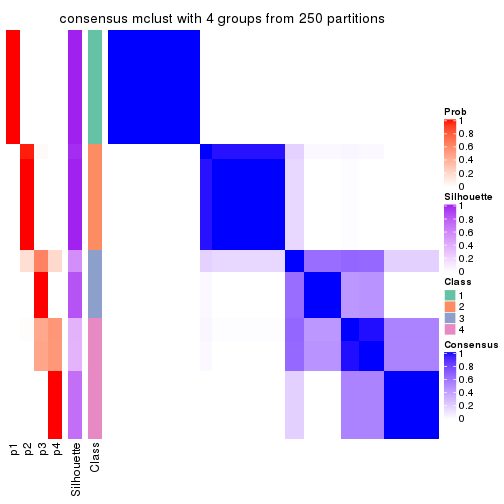 consensus mclust with 4 groups from 250 partitions
Prob
1
0.8
0.6
0.4
0.2
0
Silhouette
1
0.8
0.6
0.4
0.2
0
Class
1
2
3
4
Consensus
1
0.8
0.6
0.4
0.2
0
p1
p2
p3
p4
Silhouette
Class